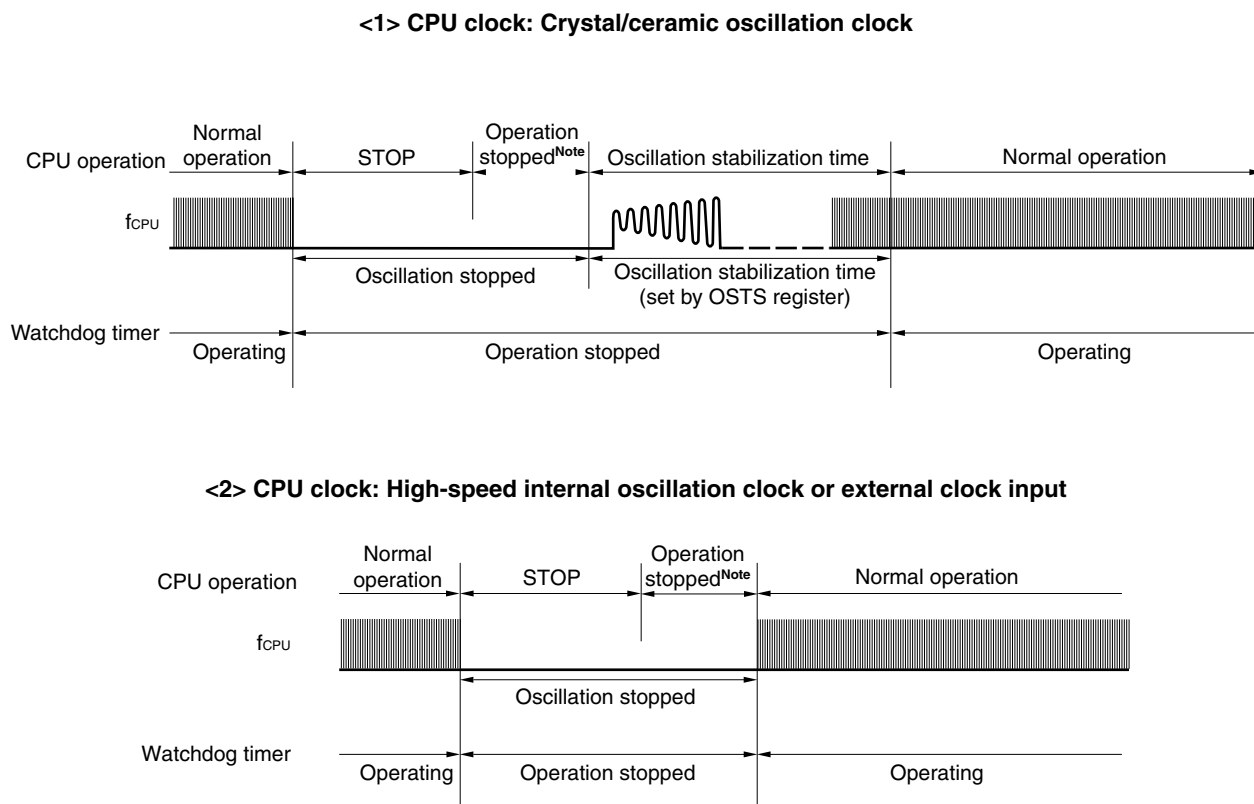 <1> CPU clock: Crystal/ceramic oscillation clock
Normal operation
Operation stoppedNote
CPU operation
STOP
Oscillation stabilization time
Normal operation
fCPU
Oscillation stopped
Oscillation stabilization time
(set by OSTS register)
Watchdog timer
Operating
Operation stopped
Operating
<2> CPU clock: High-speed internal oscillation clock or external clock input
Normal operation
Operation stoppedNote
CPU operation
STOP
Normal operation
fCPU
Oscillation stopped
Watchdog timer
Operating
Operation stopped
Operating